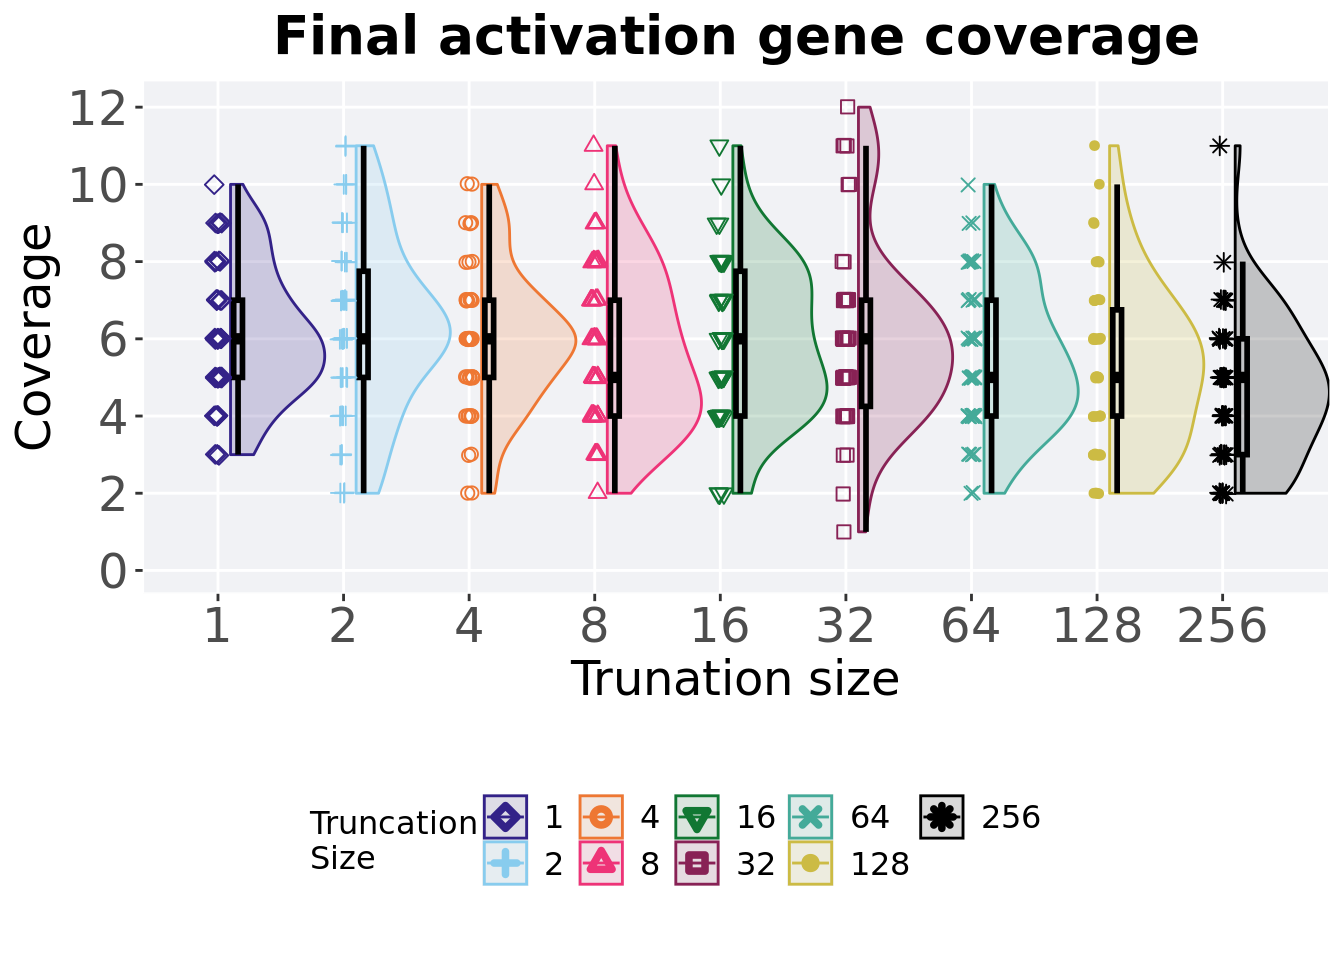 Final activation gene coverage
Coverage
12
10
8
6
4
2
0
1 2 4 8 16 32 64 128 256
Trunation size
Truncation
Size
1 4 16 64 256
2 8 32 128